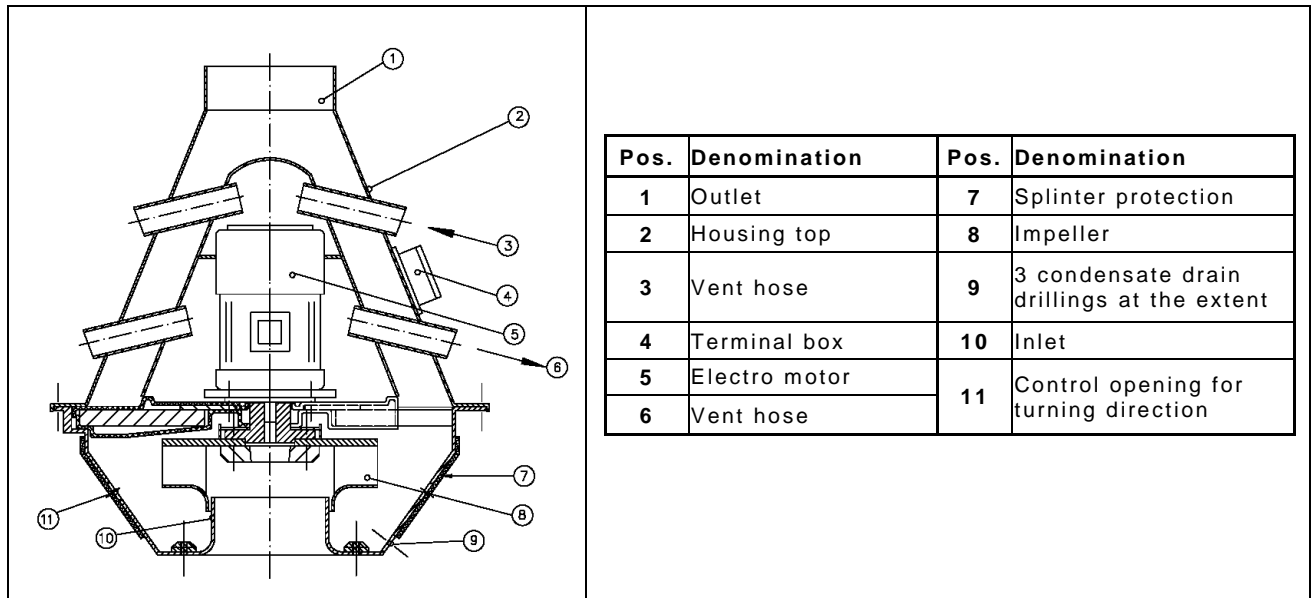 1
2
3
4
5
6
7
8
9
10
11
Pos. Denomination Pos. Denomination
1 Outlet 7 Splinter protection
2 Housing top 8 Impeller
3 Vent hose 9 3 condensate drain
drillings at the extent
4 Terminal box 10 Inlet
5 Electro motor 11 Control opening for
turning direction
6 Vent hose